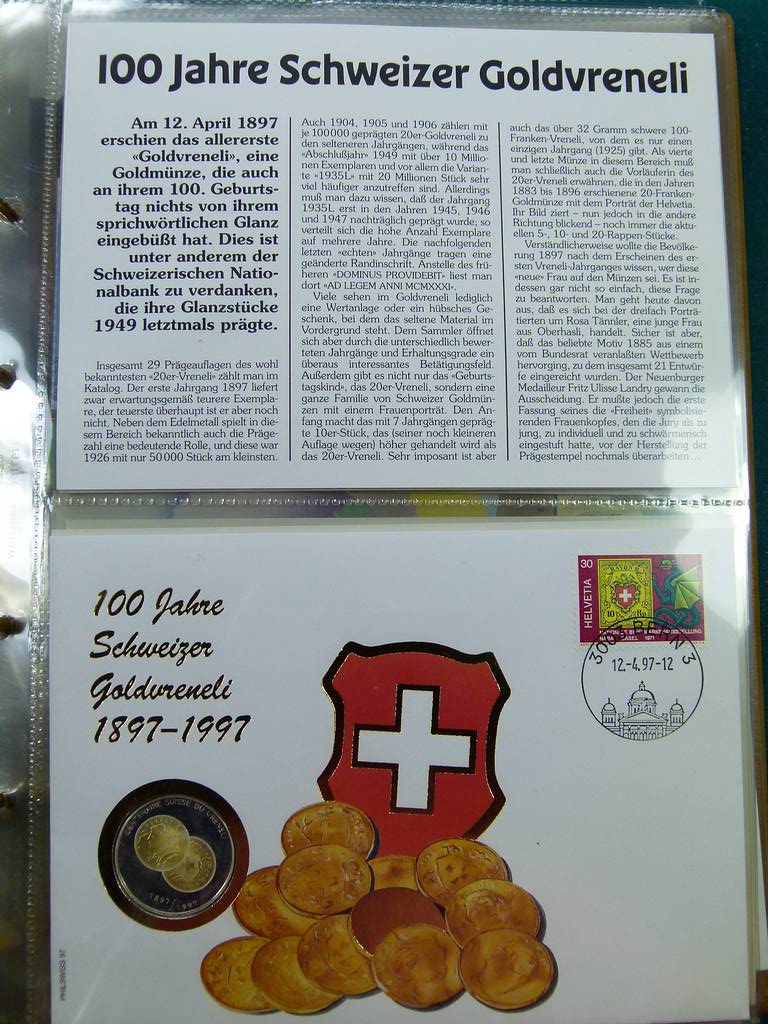 100 Jahre Schweizer Goldvreneli
Am 12. April 1897
erschien das allererste
«Goldvreneli», eine
Goldmünze, die auch
an ihrem 100. Geburts-
tag nichts von ihrem
sprichwörtlichen Glanz
eingebüßt hat. Dies ist
unter anderem der
Schweizerischen Natio-
nalbank zu verdanken,
die ihre Glanzstücke
1949 letztmals prägte.
Insgesamt 29 Prägeauflagen des wohl
bekanntesten «20er-Vreneli» zählt man im
Katalog. Der erste Jahrgang 1897 liefert
zwar erwartungsgemäß teurere Exempla-
re, der teuerste überhaupt ist er aber noch
nicht. Neben dem Edelmetall spielt in die-
sem Bereich bekanntlich auch die Präge-
zahl eine bedeutende Rolle, und diese war
1926 mit nur 50 000 Stück am kleinsten.
Auch 1904, 1905 und 1906 zählen mit
je 100 000 geprägten 20er-Goldvreneli zu
den selteneren Jahrgängen, während das
«Abschlußjahr» 1949 mit über 10 Millio-
nen Exemplaren und vor allem die Varian-
te «1935L» mit 20 Millionen Stück sehr
viel häufiger anzutreffen sind. Allerdings
muß man dazu wissen, daß der Jahrgang
1935L erst in den Jahren 1945, 1946
und 1947 nachträglich geprägt wurde; so
verteilt sich die hohe Anzahl Exemplare
auf mehrere Jahre. Die nachfolgenden
letzten «echten» Jahrgänge tragen eine
geänderte Randinschrift. Anstelle des frü-
heren «DOMINUS PROVIDEBIT» liest man
dort «AD LEGEM ANNI MCMXXXI».
Viele sehen im Goldvreneli lediglich
eine Wertanlage oder ein hübsches Ge-
schenk, bei dem das seltene Material im
Vordergrund steht. Dem Sammler öffnet
sich aber durch die unterschiedlich bewer-
teten Jahrgänge und Erhaltungsgrade ein
überaus interessantes Betätigungsfeld.
Außerdem gibt es nicht nur das «Geburts-
tagskind», das 20er-Vreneli, sondern eine
ganze Familie von Schweizer Goldmün-
zen mit einem Frauenporträt. Den An-
fang macht das mit 7 Jahrgängen gepräg-
te 10er-Stück, das (seiner noch kleineren
Auflage wegen) höher gehandelt wird als
das 20er-Vreneli. Sehr imposant ist aber
auch das über 32 Gramm schwere 100-
Franken-Vreneli, von dem es nur einen
einzigen Jahrgang (1925) gibt. Als vierte
und letzte Münze in diesem Bereich muß
man schließlich auch die Vorläuferin des
20er-Vreneli erwähnen, die in den Jahren
1883 bis 1896 erschienene 20-Franken-
Goldmünze mit dem Porträt der Helvetia.
Ihr Bild ziert – nun jedoch in die andere
Richtung blickend – noch immer die aktu-
ellen 5-, 10- und 20-Rappen-Stücke.
Verständlicherweise wollte die Bevölke-
rung 1897 nach dem Erscheinen des er-
sten Vreneli-Jahrganges wissen, wer diese
«neue» Frau auf den Münzen sei. Es ist in-
dessen gar nicht so einfach, diese Frage
zu beantworten. Man geht heute davon
aus, daß es sich bei der dreifach Porträ-
tierten um Rosa Tännler, eine junge Frau
aus Oberhasli, handelt. Sicher ist aber,
daß das beliebte Motiv 1885 aus einem
vom Bundesrat veranlaßten Wettbewerb
hervorging, zu dem insgesamt 21 Entwür-
fe eingereicht wurden. Der Neuenburger
Medailleur Fritz Ulisse Landry gewann die
Ausscheidung. Er mußte jedoch die erste
Fassung seines die «Freiheit» symbolisie-
renden Frauenkopfes, den die Jury als zu
jung, zu individuell und zu schwärmerisch
eingestuft hatte, vor der Herstellung der
Prägestempel nochmals überarbeiten...
100 Jahre
Schweizer
Goldvreneli
1897–1997
30
HELVETIA
10 Rp.
BASEL 1971
3000 BERN 3
12.-4.97-12
CENTENAIRE SUISSE DU VRENELI
1897/1997
PHILSWISS 97